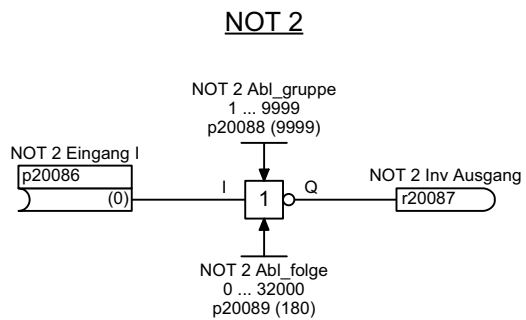 NOT 2
NOT 2 Abl_gruppe
1 ... 9999
p20088 (9999)
NOT 2 Eingang I
p20086
(0)
I
1
Q
NOT 2 Inv Ausgang
r20087
NOT 2 Abl_folge
0 ... 32000
p20089 (180)